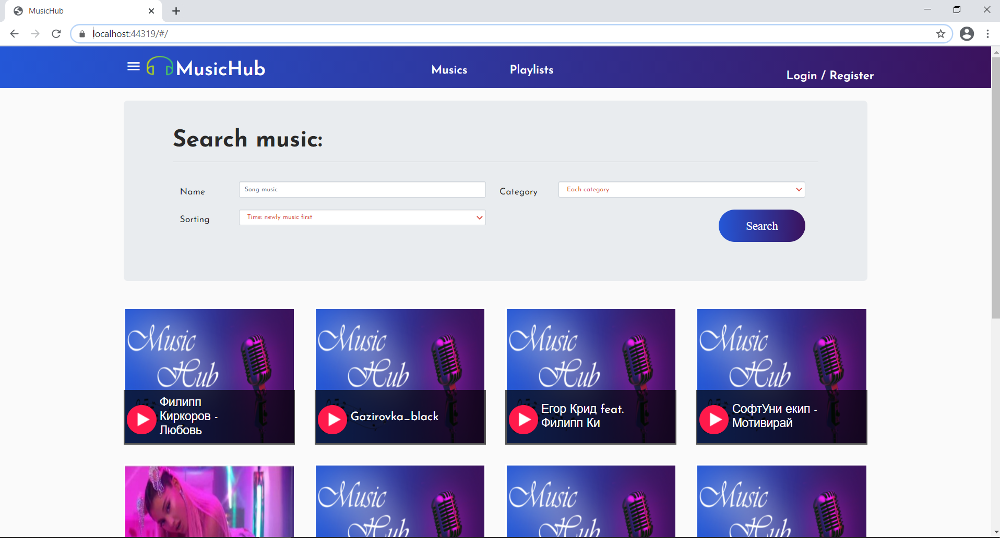 MusicHub
localhost:44319/#/
MusicHub
Musics
Playlists
Login / Register
Search music:
Name
Song music
Category
Each category
Sorting
Time: newly music first
Search
Music
Hub
Филипп
Киркоров -
Любовь
Music
Hub
Gazirovka_black
Music
Hub
Егор Крид feat.
Филипп Ки
Music
Hub
СофтУни екип -
Мотивирай
Music
Hub
Music
Hub
Music
Hub